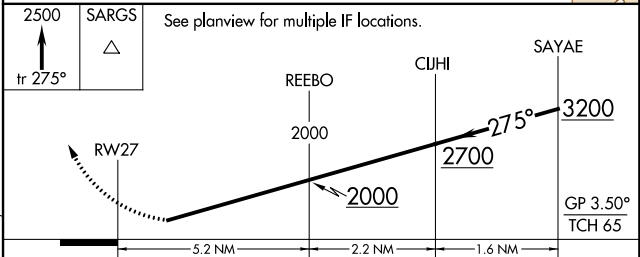 2500
tr 275°
SARGS
See planview for multiple IF locations.
SAYAE
CIJHI
REEBO
2000
RW27
275°
3200
2700
2000
GP 3.50°
TCH 65
5.2 NM
2.2 NM
1.6 NM